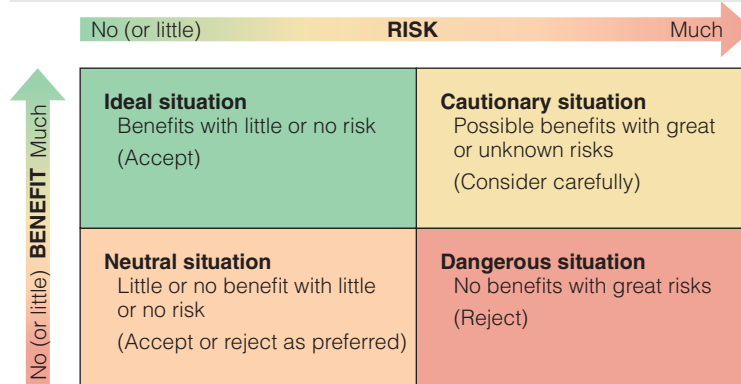 No (or little) RISK Much
No (or little) BENEFIT Much
Ideal situation
Benefits with little or no risk
(Accept)
Cautionary situation
Possible benefits with great
or unknown risks
(Consider carefully)
Neutral situation
Little or no benefit with little
or no risk
(Accept or reject as preferred)
Dangerous situation
No benefits with great risks
(Reject)